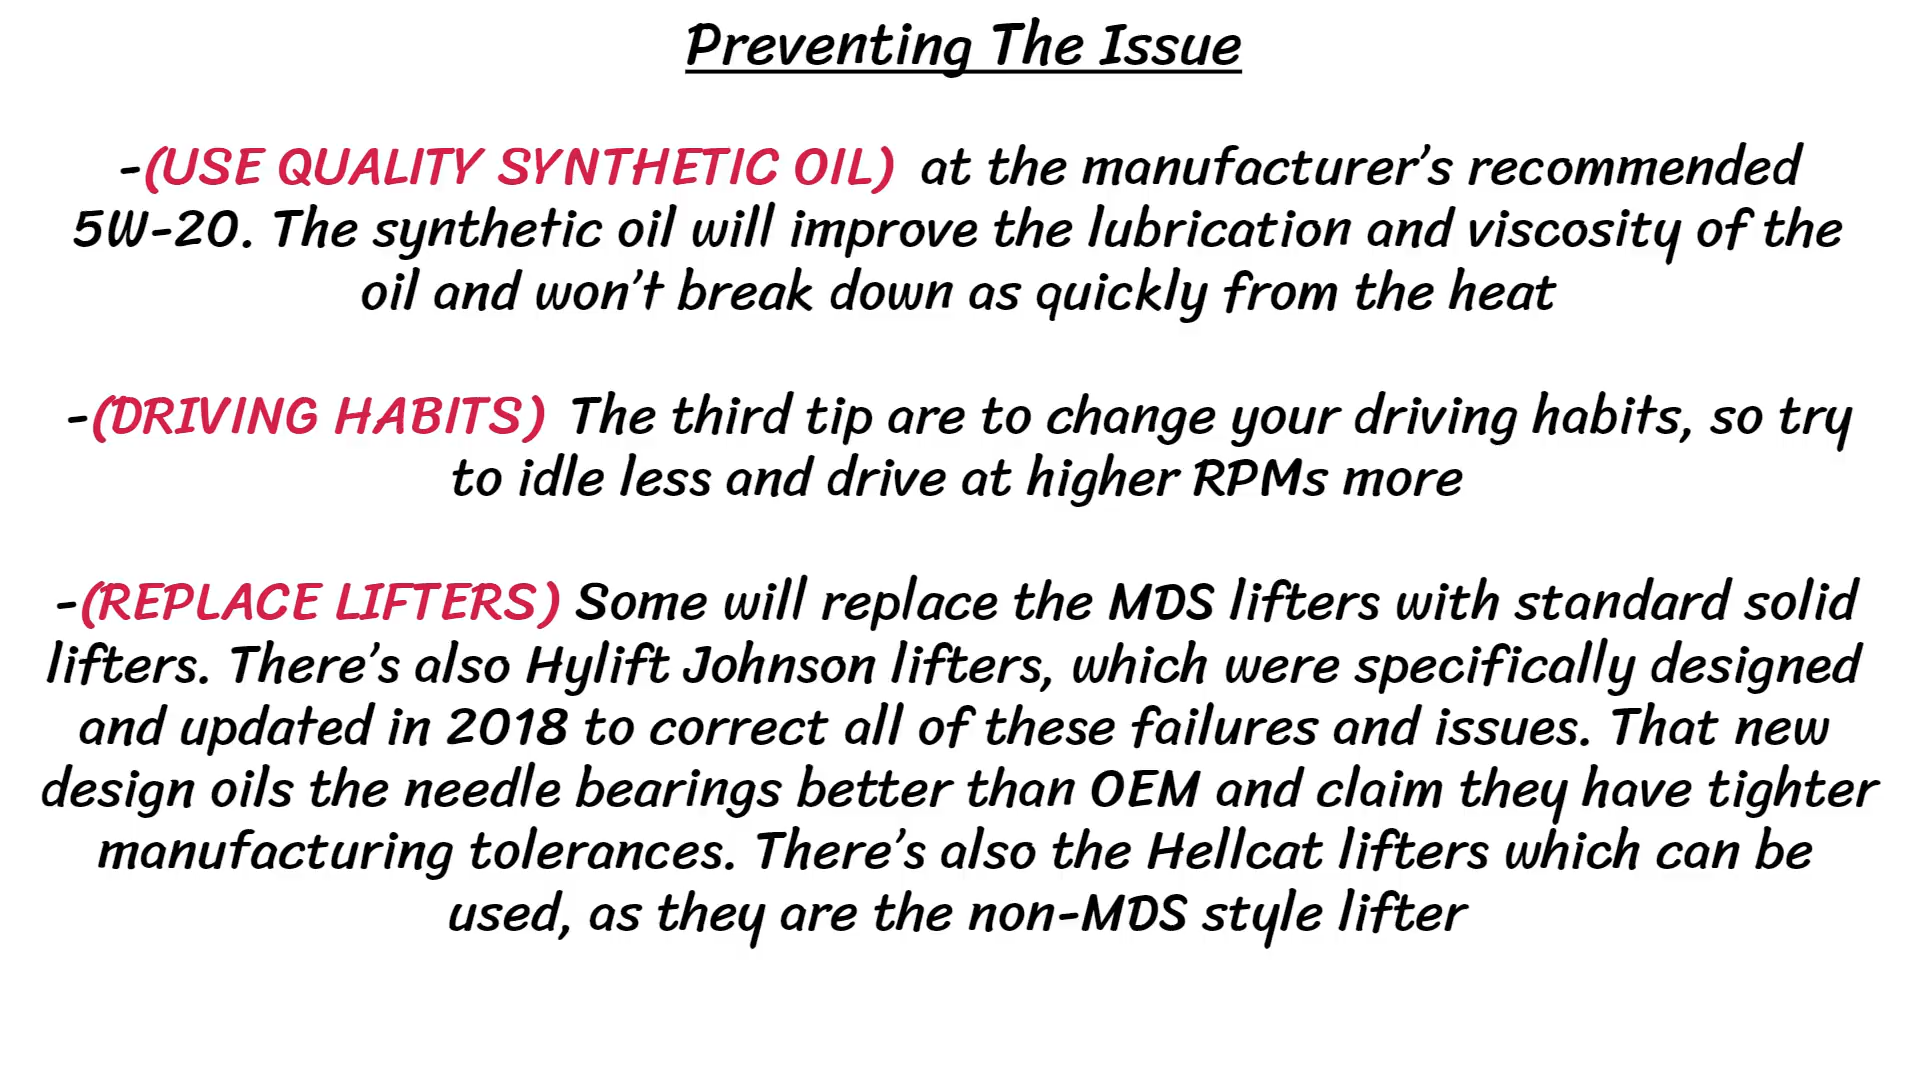 Preventing The Issue
-(USE QUALITY SYNTHETIC OIL) at the manufacturer’s recommended
5W-20. The synthetic oil will improve the lubrication and viscosity of the
oil and won’t break down as quickly from the heat
-(DRIVING HABITS) The third tip are to change your driving habits, so try
to idle less and drive at higher RPMs more
-(REPLACE LIFTERS) Some will replace the MDS lifters with standard solid
lifters. There’s also Hylift Johnson lifters, which were specifically designed
and updated in 2018 to correct all of these failures and issues. That new
design oils the needle bearings better than OEM and claim they have tighter
manufacturing tolerances. There’s also the Hellcat lifters which can be
used, as they are the non-MDS style lifter